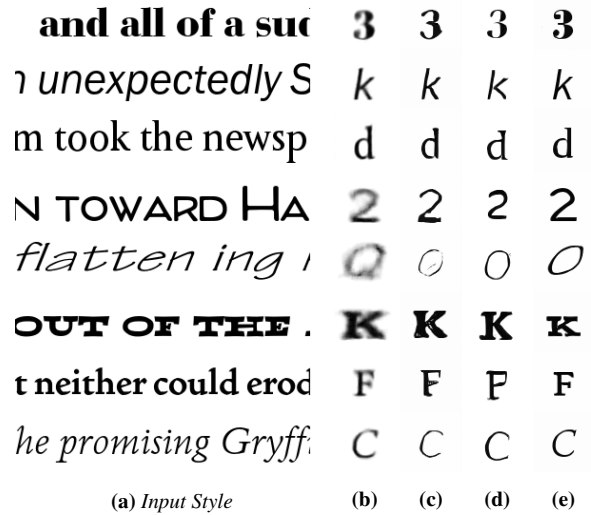 and all of a suc 3 3 3 3
n unexpectedly S k k k k
m took the newsp d d d d
N TOWARD HA 2 2 2 2
flatten ing Q O O O
OUT OF THE . K K K K
t neither could erod F F F F
he promising Gryffi C C C C
(a) Input Style (b) (c) (d) (e)